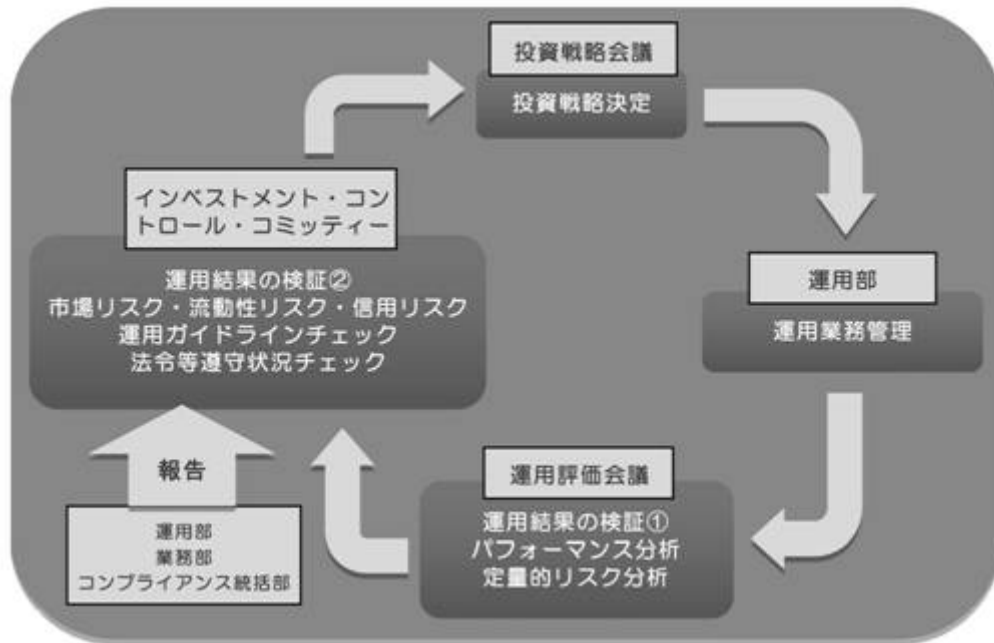 投資戦略会議
投資戦略決定
インベストメント・コン
トロール・コミッティー
運用結果の検証②
市場リスク・流動性リスク・信用リスク
運用ガイドラインチェック
法令等遵守状況チェック
運用部
運用業務管理
運用評価会議
運用結果の検証①
パフォーマンス分析
定量的リスク分析
報告
運用部
業務部
コンプライアンス統括部